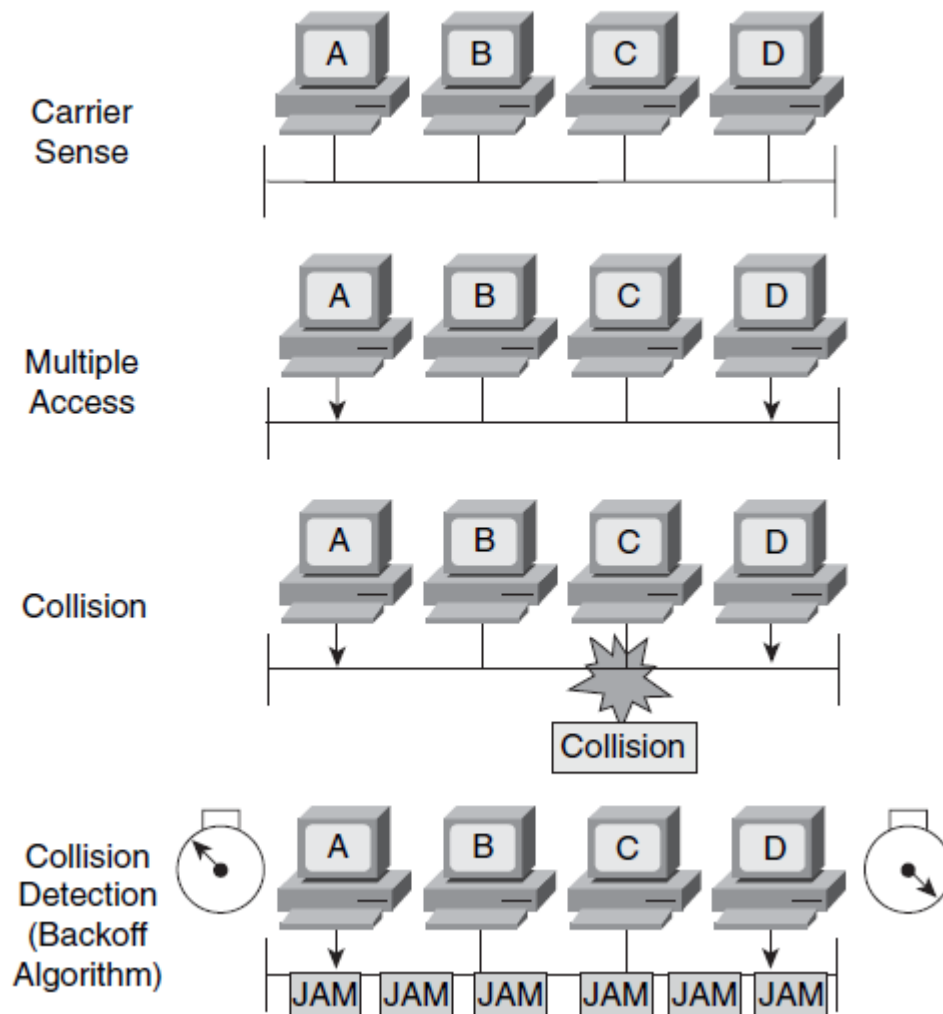 A B C D
Carrier
Sense
A B C D
Multiple
Access
A B C D
Collision
Collision
A B C D
Collision
Detection
(Backoff
Algorithm)
JAM JAM JAM JAM JAM JAM